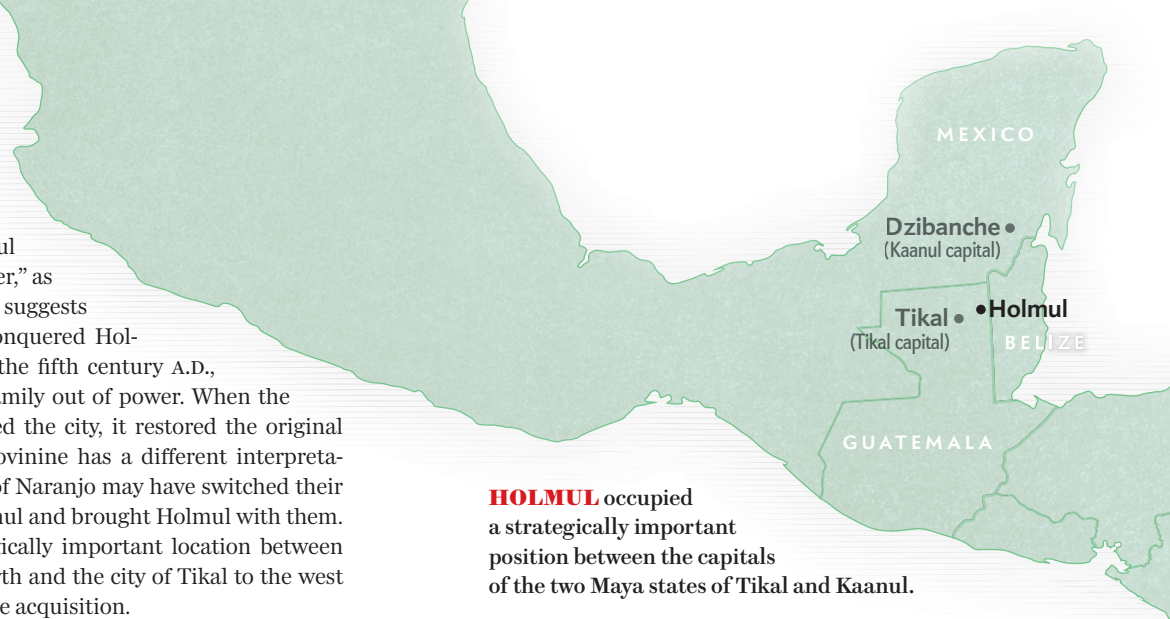 MEXICO
Dzibanche
(Kaanul capital)
Holmul
Tikal
(Tikal capital)
BELIZE
GUATEMALA
ul
er,” as
suggests
onquered Hol-
the fifth century A.D.,
amily out of power. When the
ed the city, it restored the original
ovinine has a different interpreta-
of Naranjo may have switched their
nul and brought Holmul with them.
gically important location between
rth and the city of Tikal to the west
e acquisition.
HOLMUL occupied
a strategically important
position between the capitals
of the two Maya states of Tikal and Kaanul.